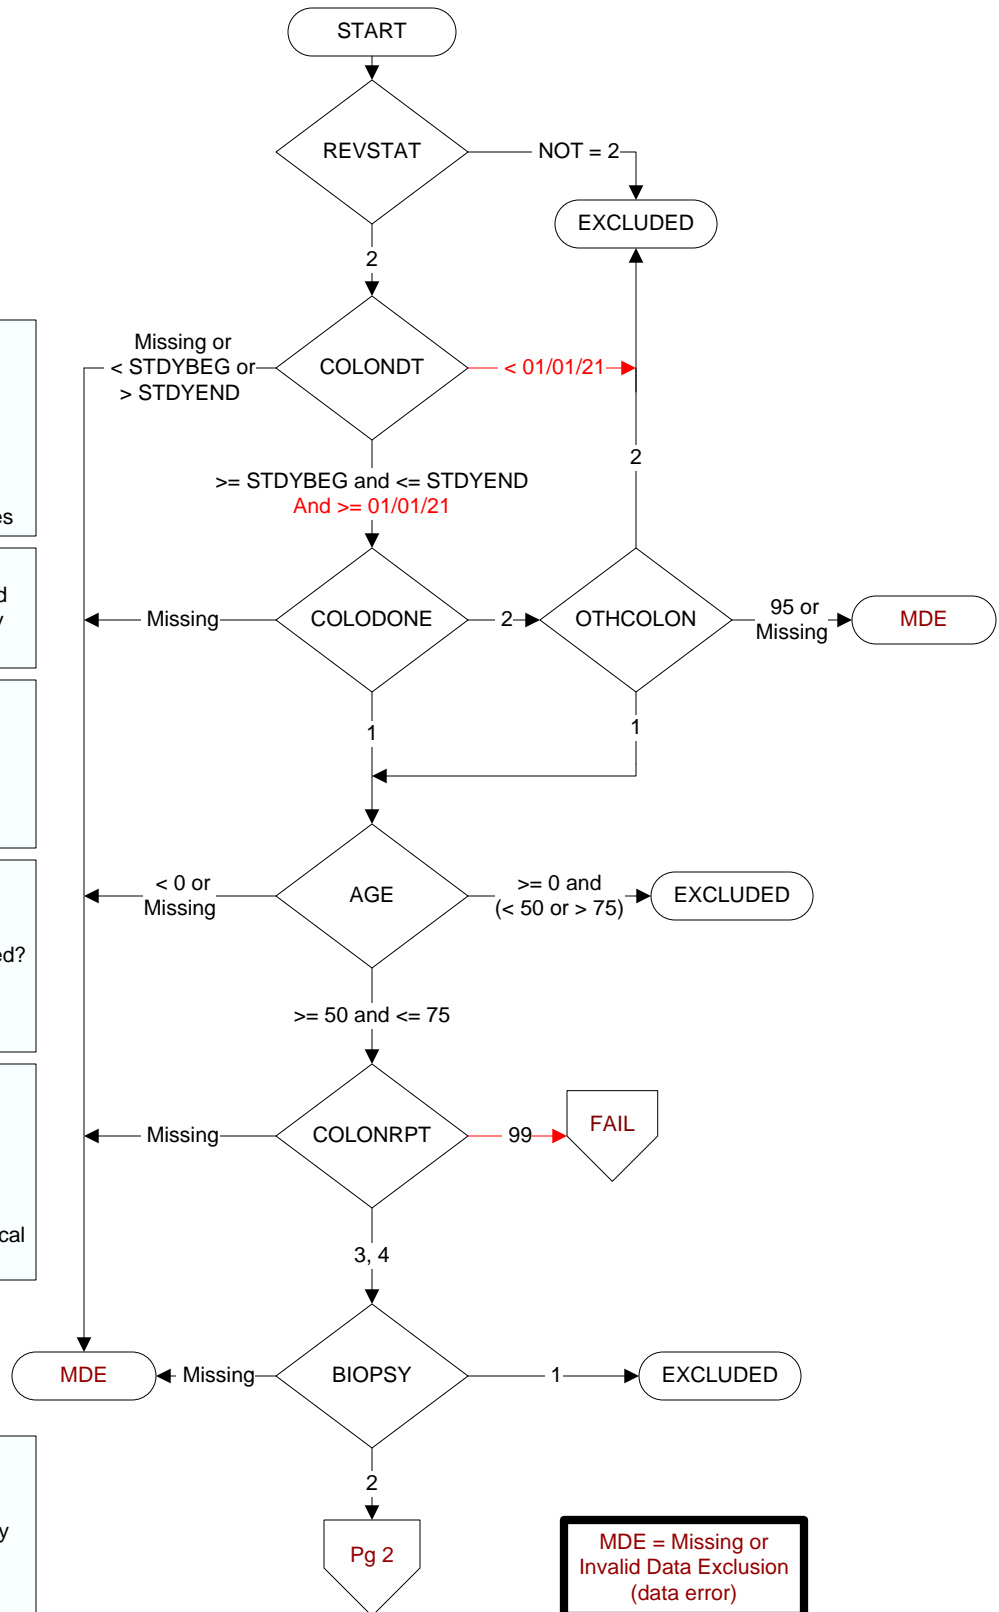 START
REVSTAT
NOT = 2
EXCLUDED
2
Missing or
< STDYBEG or
> STDYEND
COLONDT
< 01/01/21
2
>= STDYBEG and <= STDYEND
And >= 01/01/21
es
d
y
Missing
COLODONE
2
OTHCOLON
95 or
Missing
MDE
1
1
< 0 or
Missing
AGE
>= 0 and
(< 50 or > 75)
EXCLUDED
ed?
>= 50 and <= 75
Missing
COLONRPT
99
FAIL
cal
3, 4
MDE
Missing
BIOPSY
1
EXCLUDED
2
y
Pg 2
MDE = Missing or
Invalid Data Exclusion
(data error)